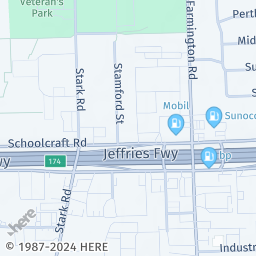 Veteran's
Park
Farmington Rd
Perth
Mid
Su
Stark Rd
Stamford St
Mobil
Sunoco
Schoolcraft Rd
Jeffries Fwy
wy
174
bp
Stark Rd
here
Industr
© 1987-2024 HERE